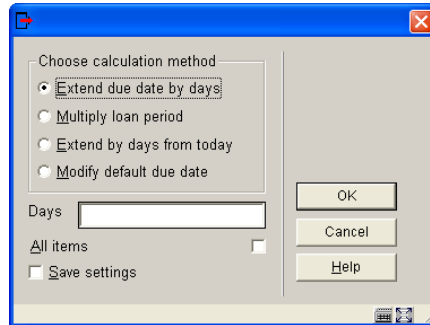 Choose calculation method
Extend due date by days
Multiply loan period
Extend by days from today
Modify default due date
Days
All items
Save settings
OK
Cancel
Help